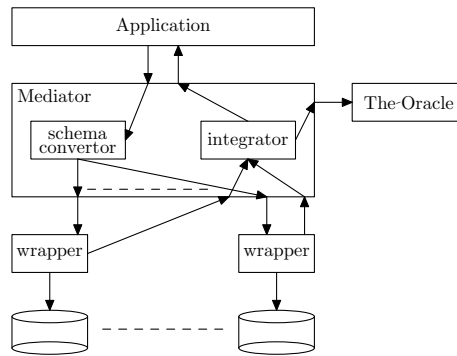 Application
Mediator
schema
convertor
integrator
The Oracle
wrapper
wrapper